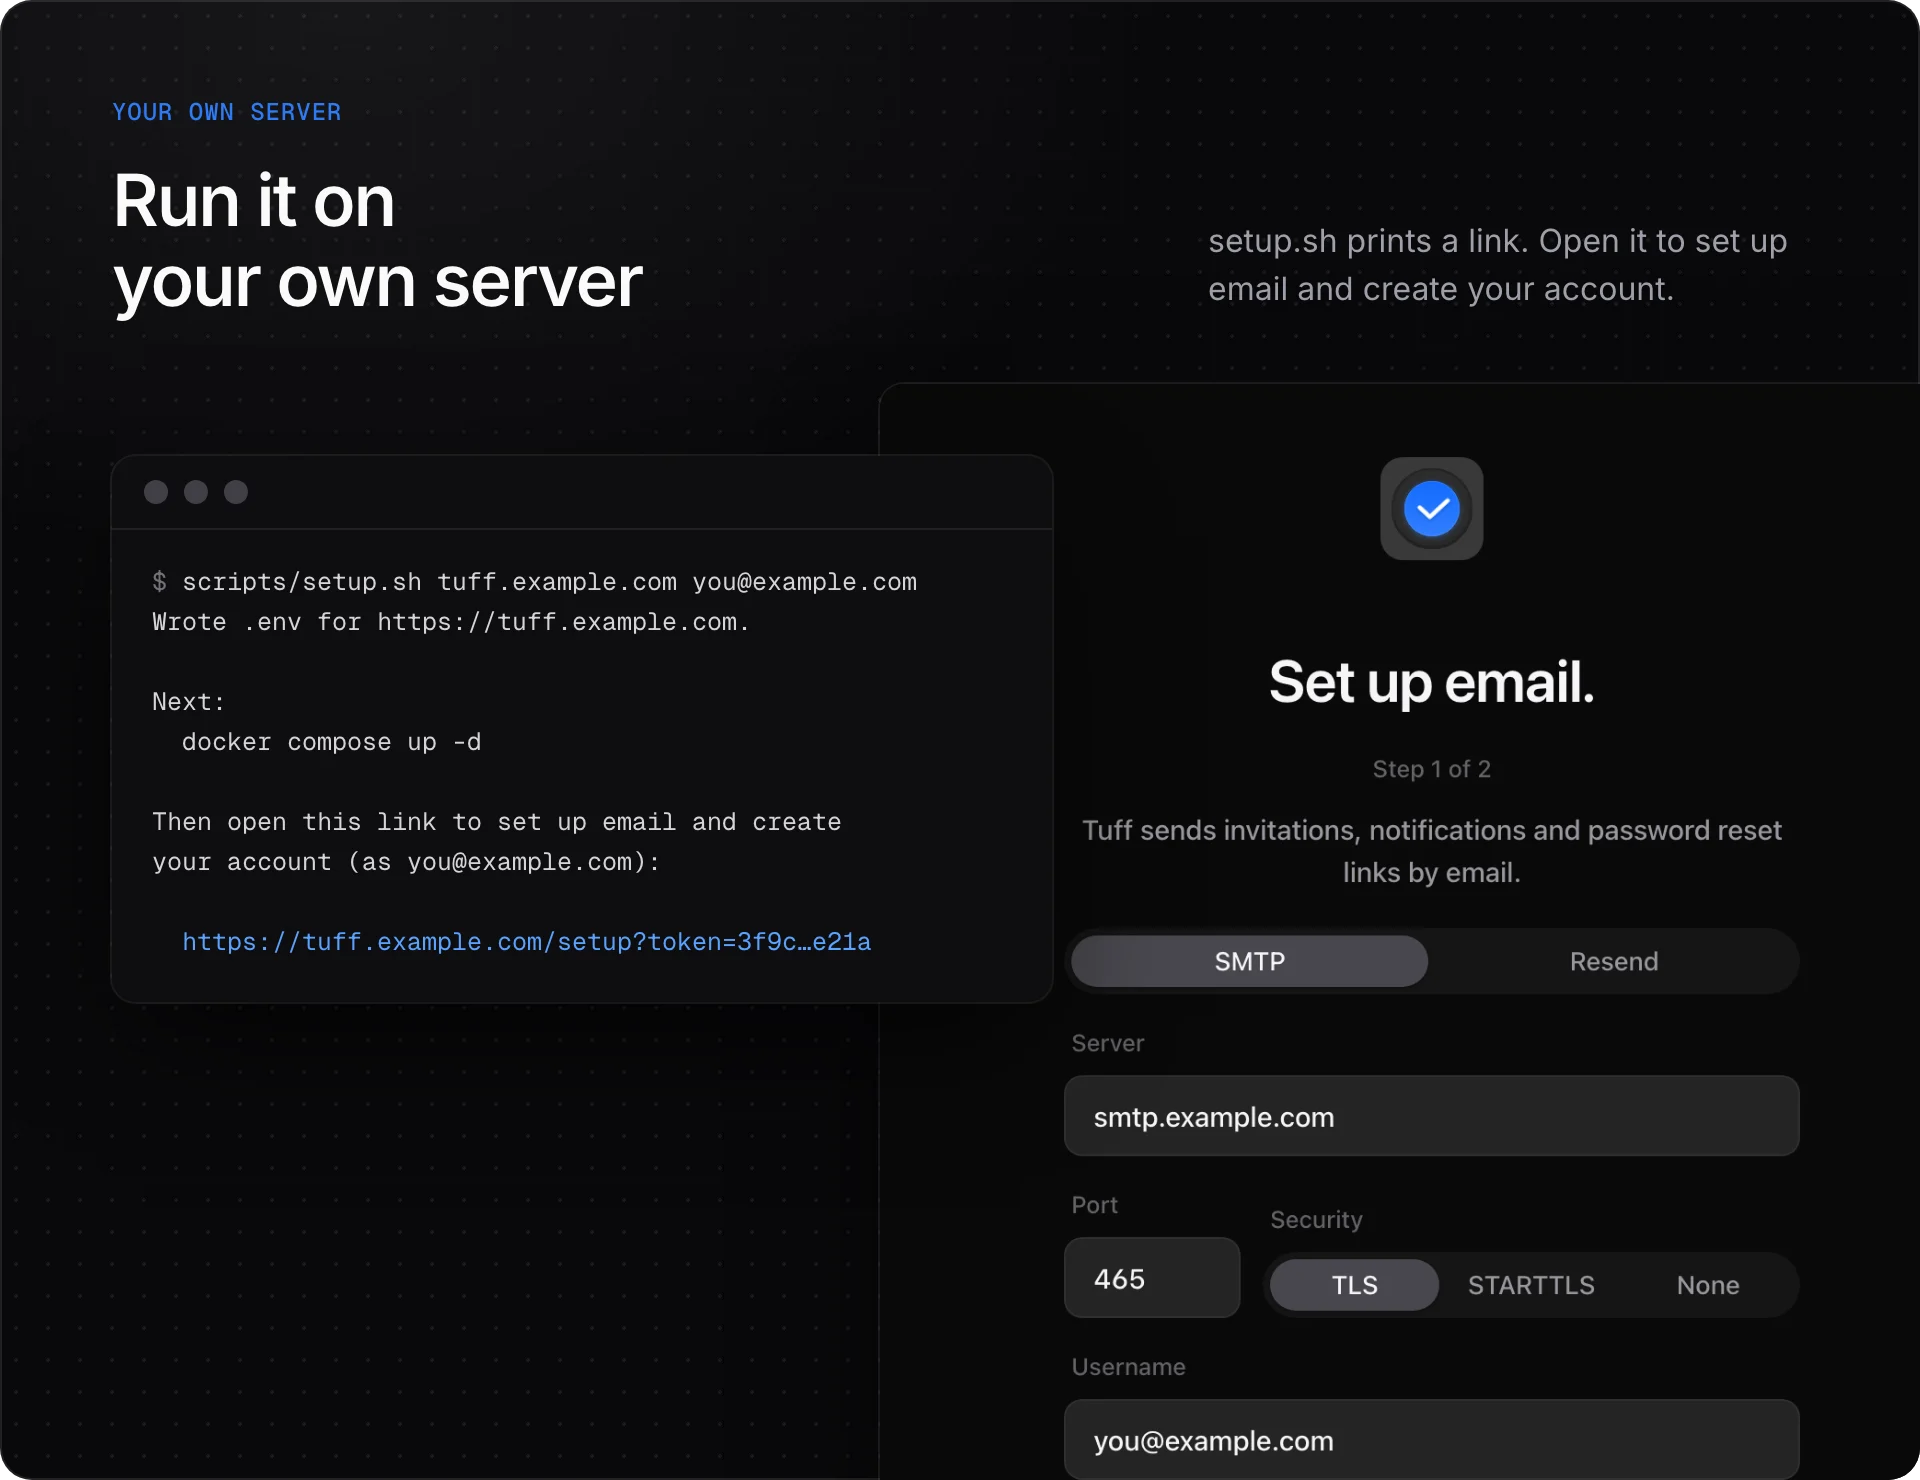 YOUR OWN SERVER
Run it on
your own server
setup.sh prints a link. Open it to set up
email and create your account.
$ scripts/setup.sh tuff.example.com you@example.com
Wrote .env for https://tuff.example.com.
Next:
docker compose up -d
Then open this link to set up email and create
your account (as you@example.com):
https://tuff.example.com/setup?token=3f9c…e21a
Set up email.
Step 1 of 2
Tuff sends invitations, notifications and password reset
links by email.
SMTP Resend
Server
smtp.example.com
Port Security
465 TLS STARTTLS None
Username
you@example.com